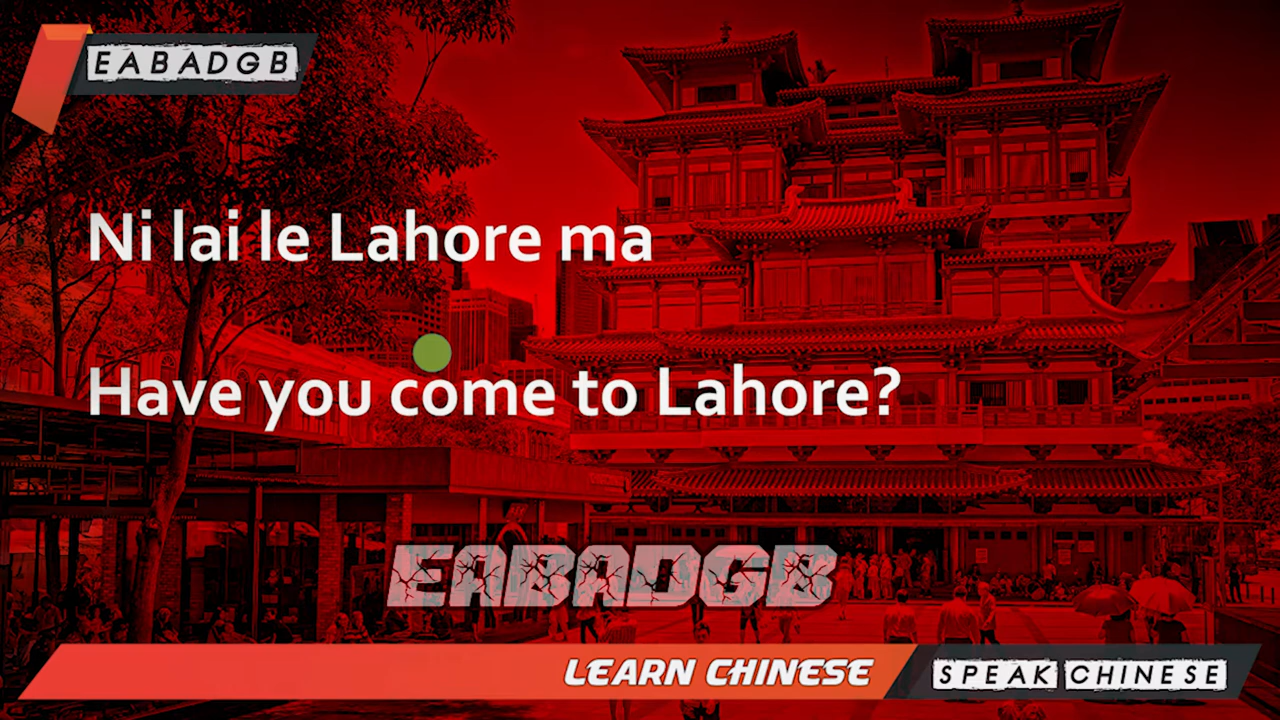 EABADGB
Ni lai le Lahore ma
Have you come to Lahore?
EABADGB
LEARN CHINESE
SPEAK CHINESE